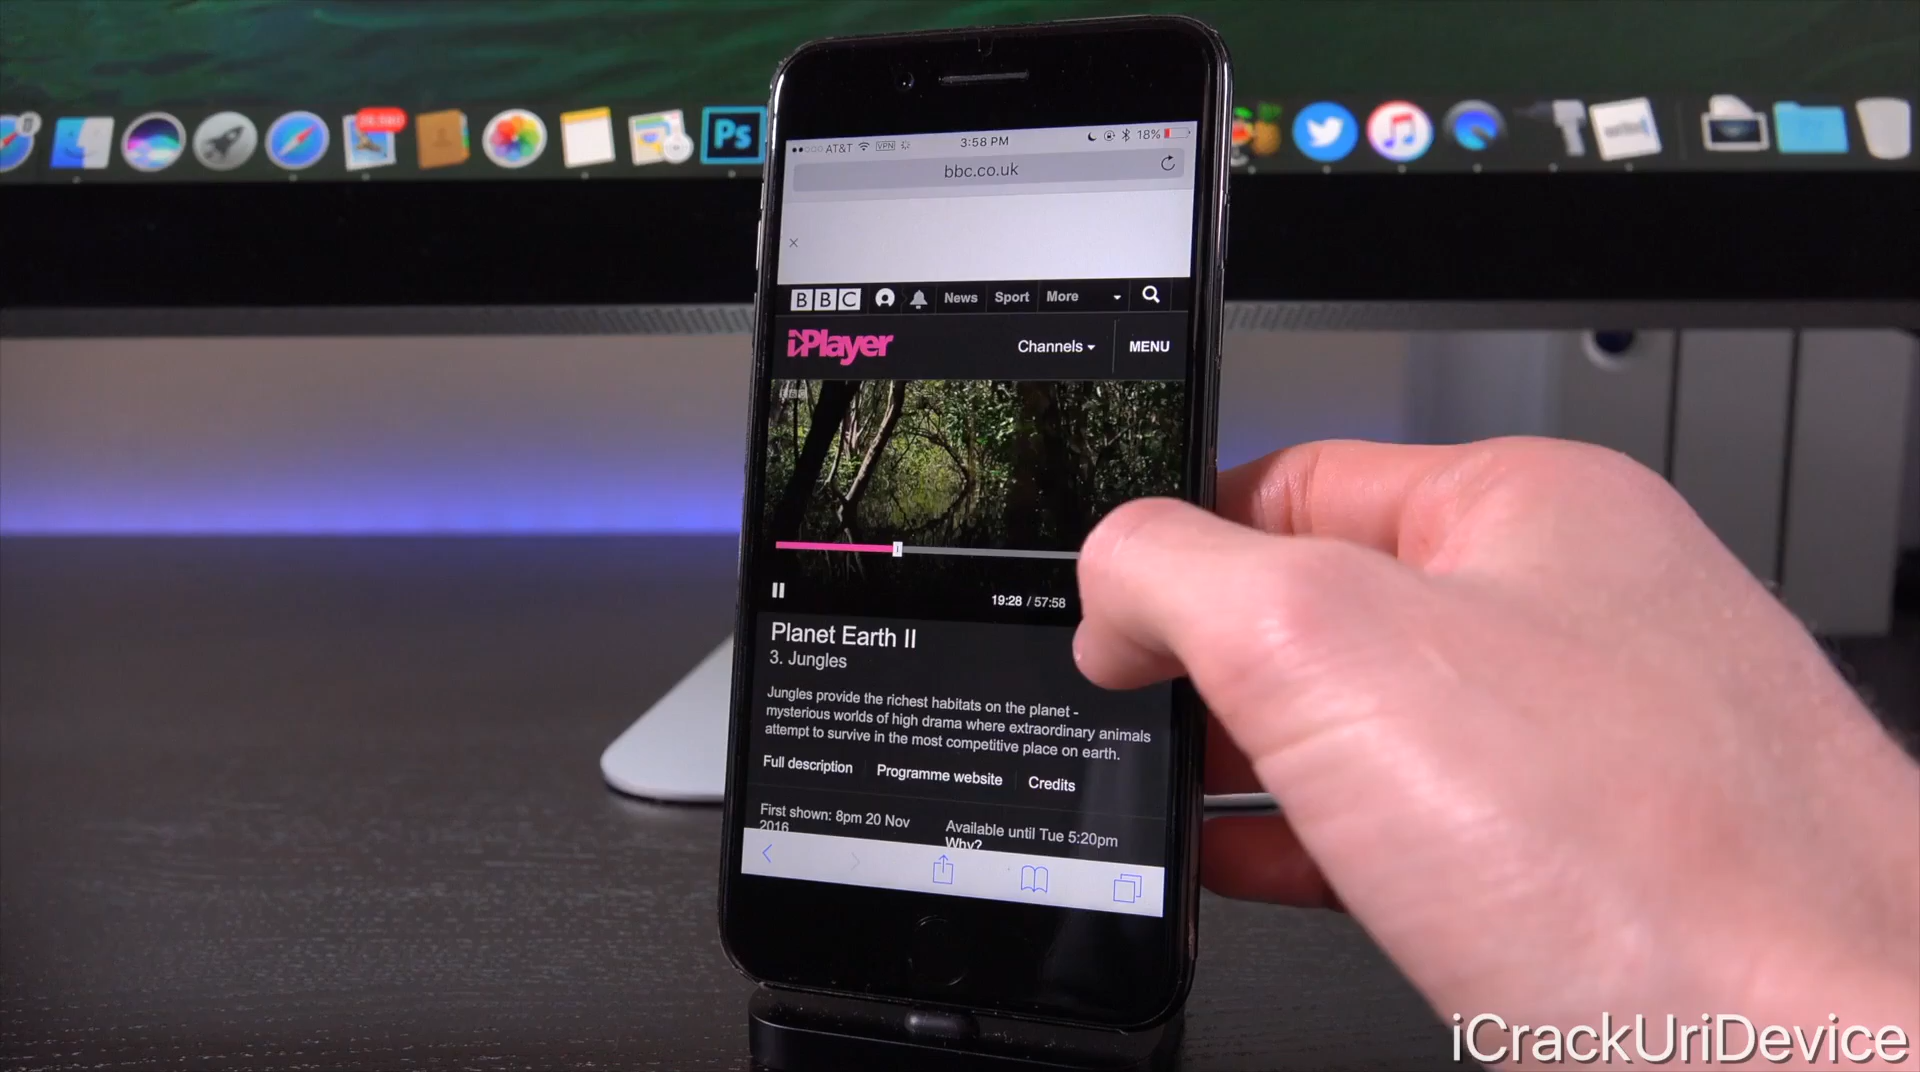 Ps
AT&T VPN 3:58 PM 18%
bbc.co.uk
BBC News Sport More
iPlayer Channels MENU
19:28 / 57:58
Planet Earth II
3. Jungles
Jungles provide the richest habitats on the planet -
mysterious worlds of high drama where extraordinary animals
attempt to survive in the most competitive place on earth.
Full description Programme website Credits
First shown: 8pm 20 Nov
2016
Available until Tue 5:20pm
Why?
iCrackUriDevice